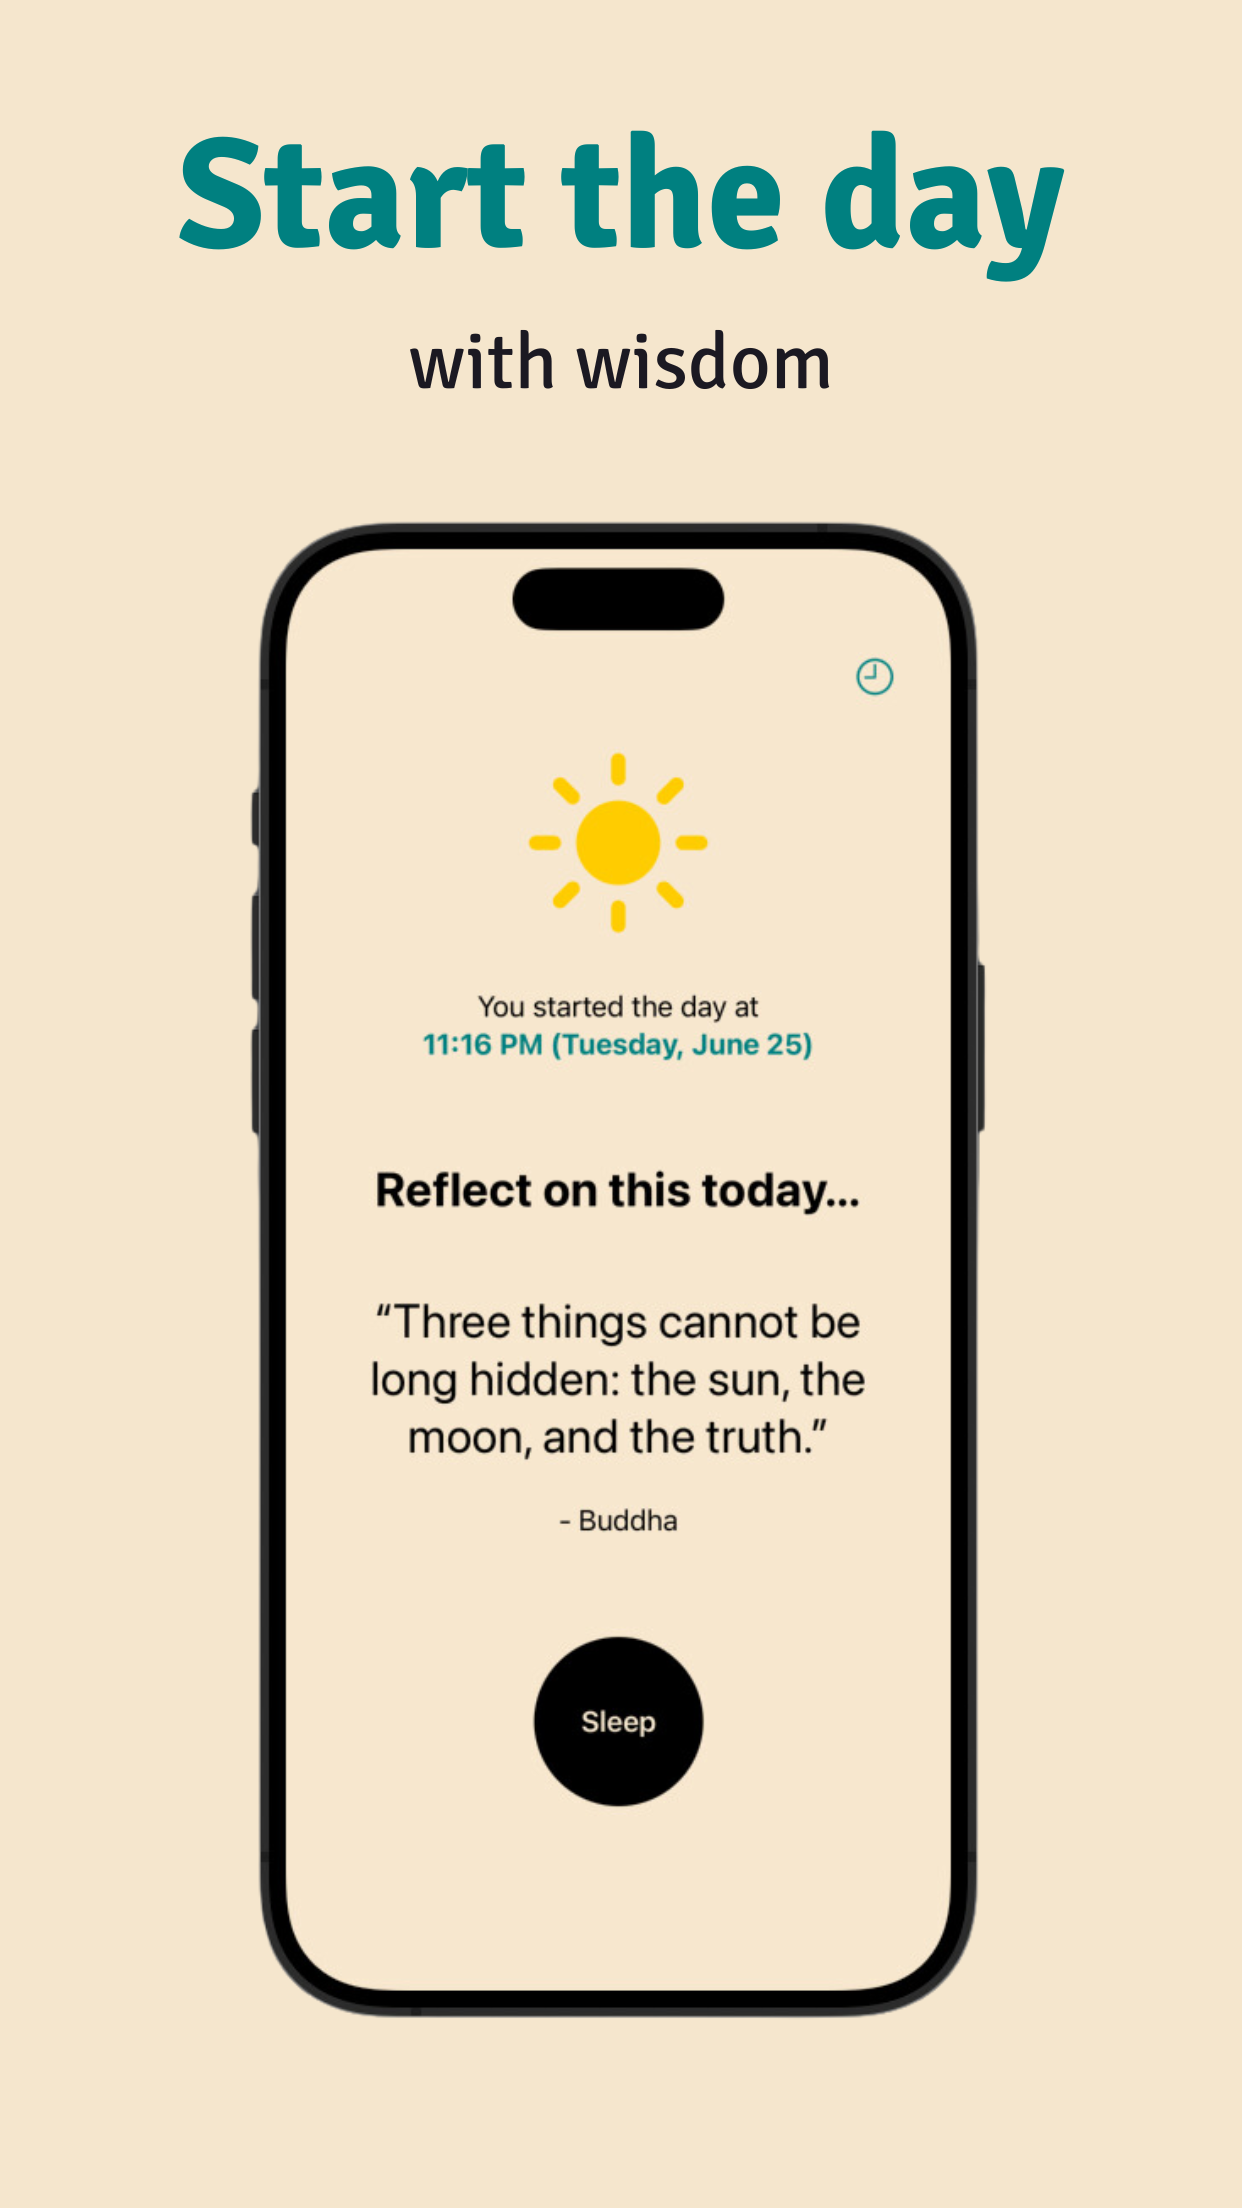 Start the day
with wisdom
You started the day at
11:16 PM (Tuesday, June 25)
Reflect on this today...
“Three things cannot be
long hidden: the sun, the
moon, and the truth.”
- Buddha
Sleep